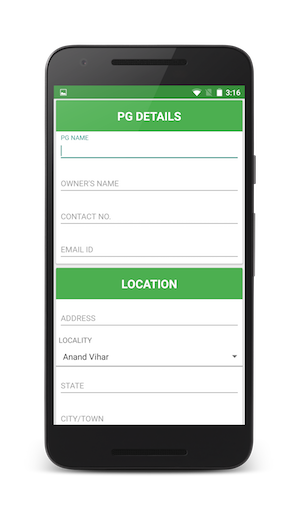 3:16
PG DETAILS
PG NAME
OWNER'S NAME
CONTACT NO.
EMAIL ID
LOCATION
ADDRESS
LOCALITY
Anand Vihar
STATE
CITY/TOWN